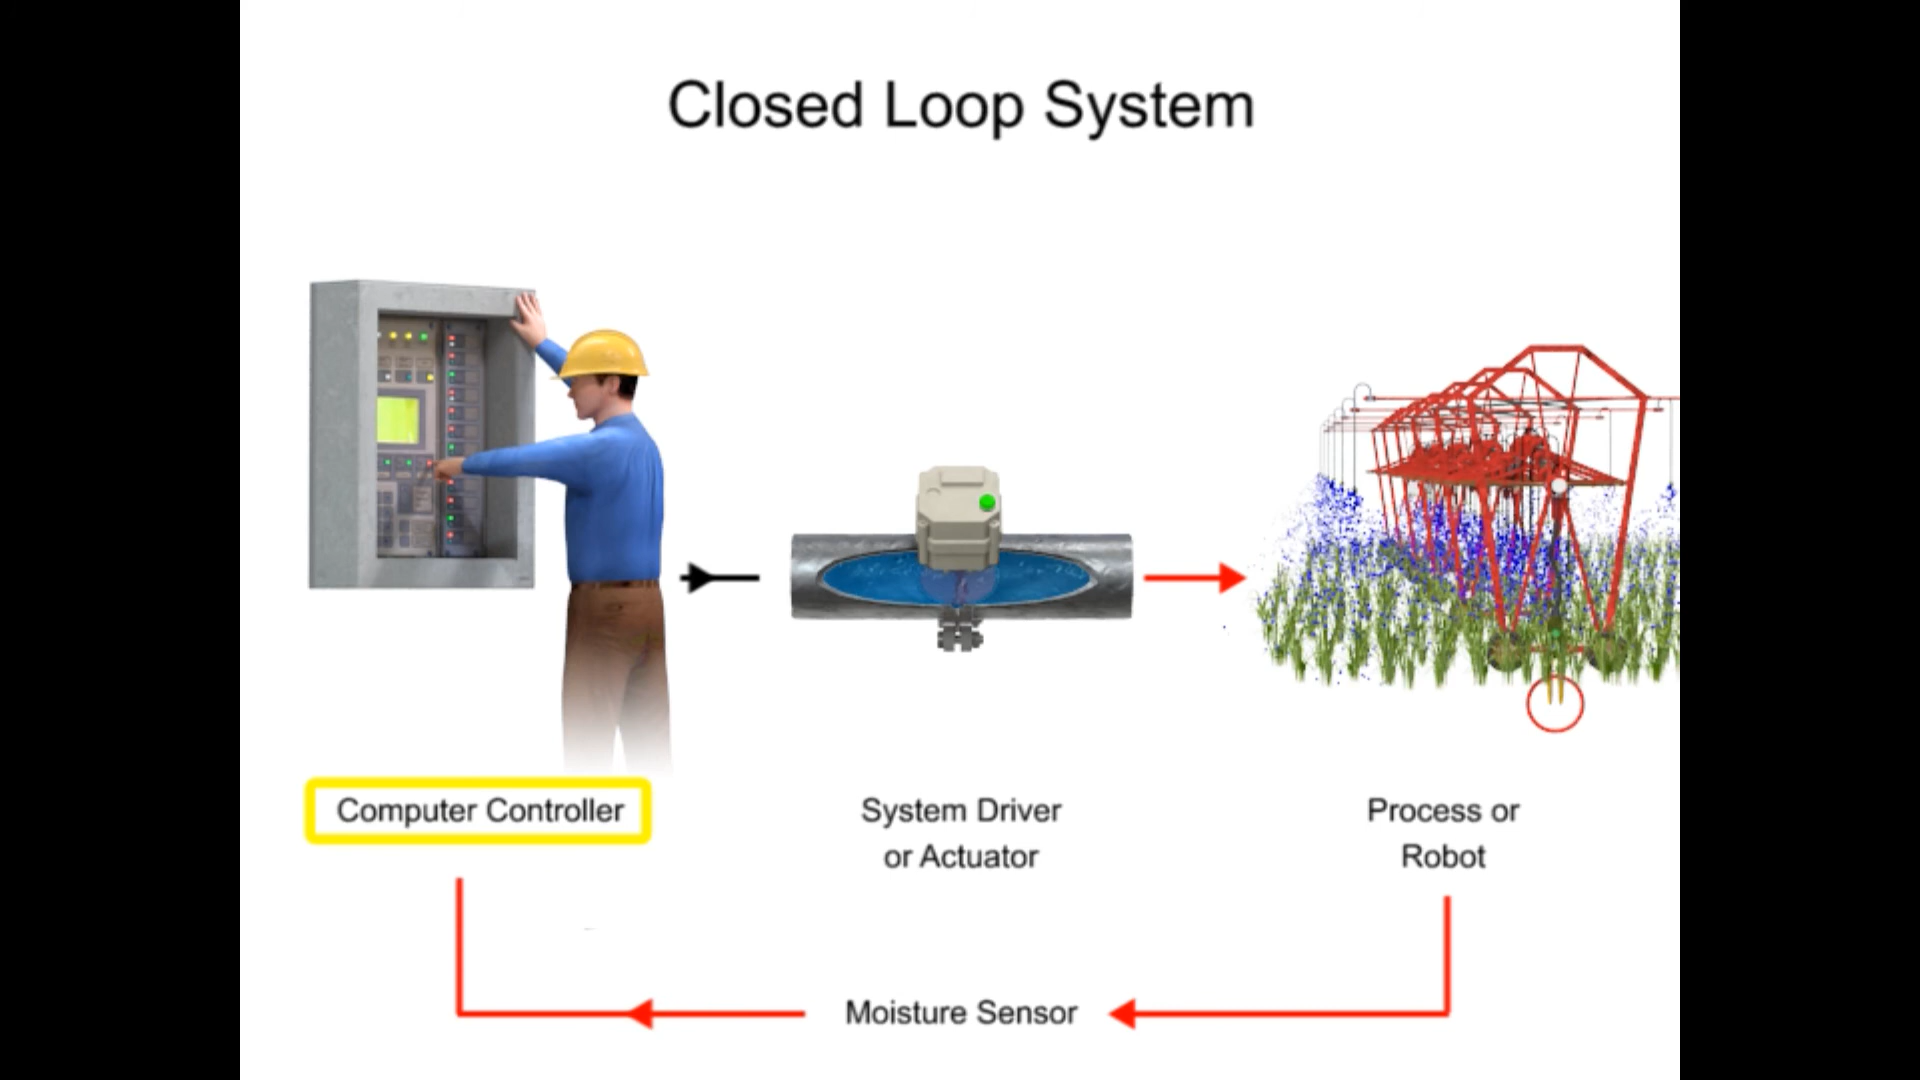 Closed Loop System
Computer Controller
System Driver
or Actuator
Process or
Robot
Moisture Sensor